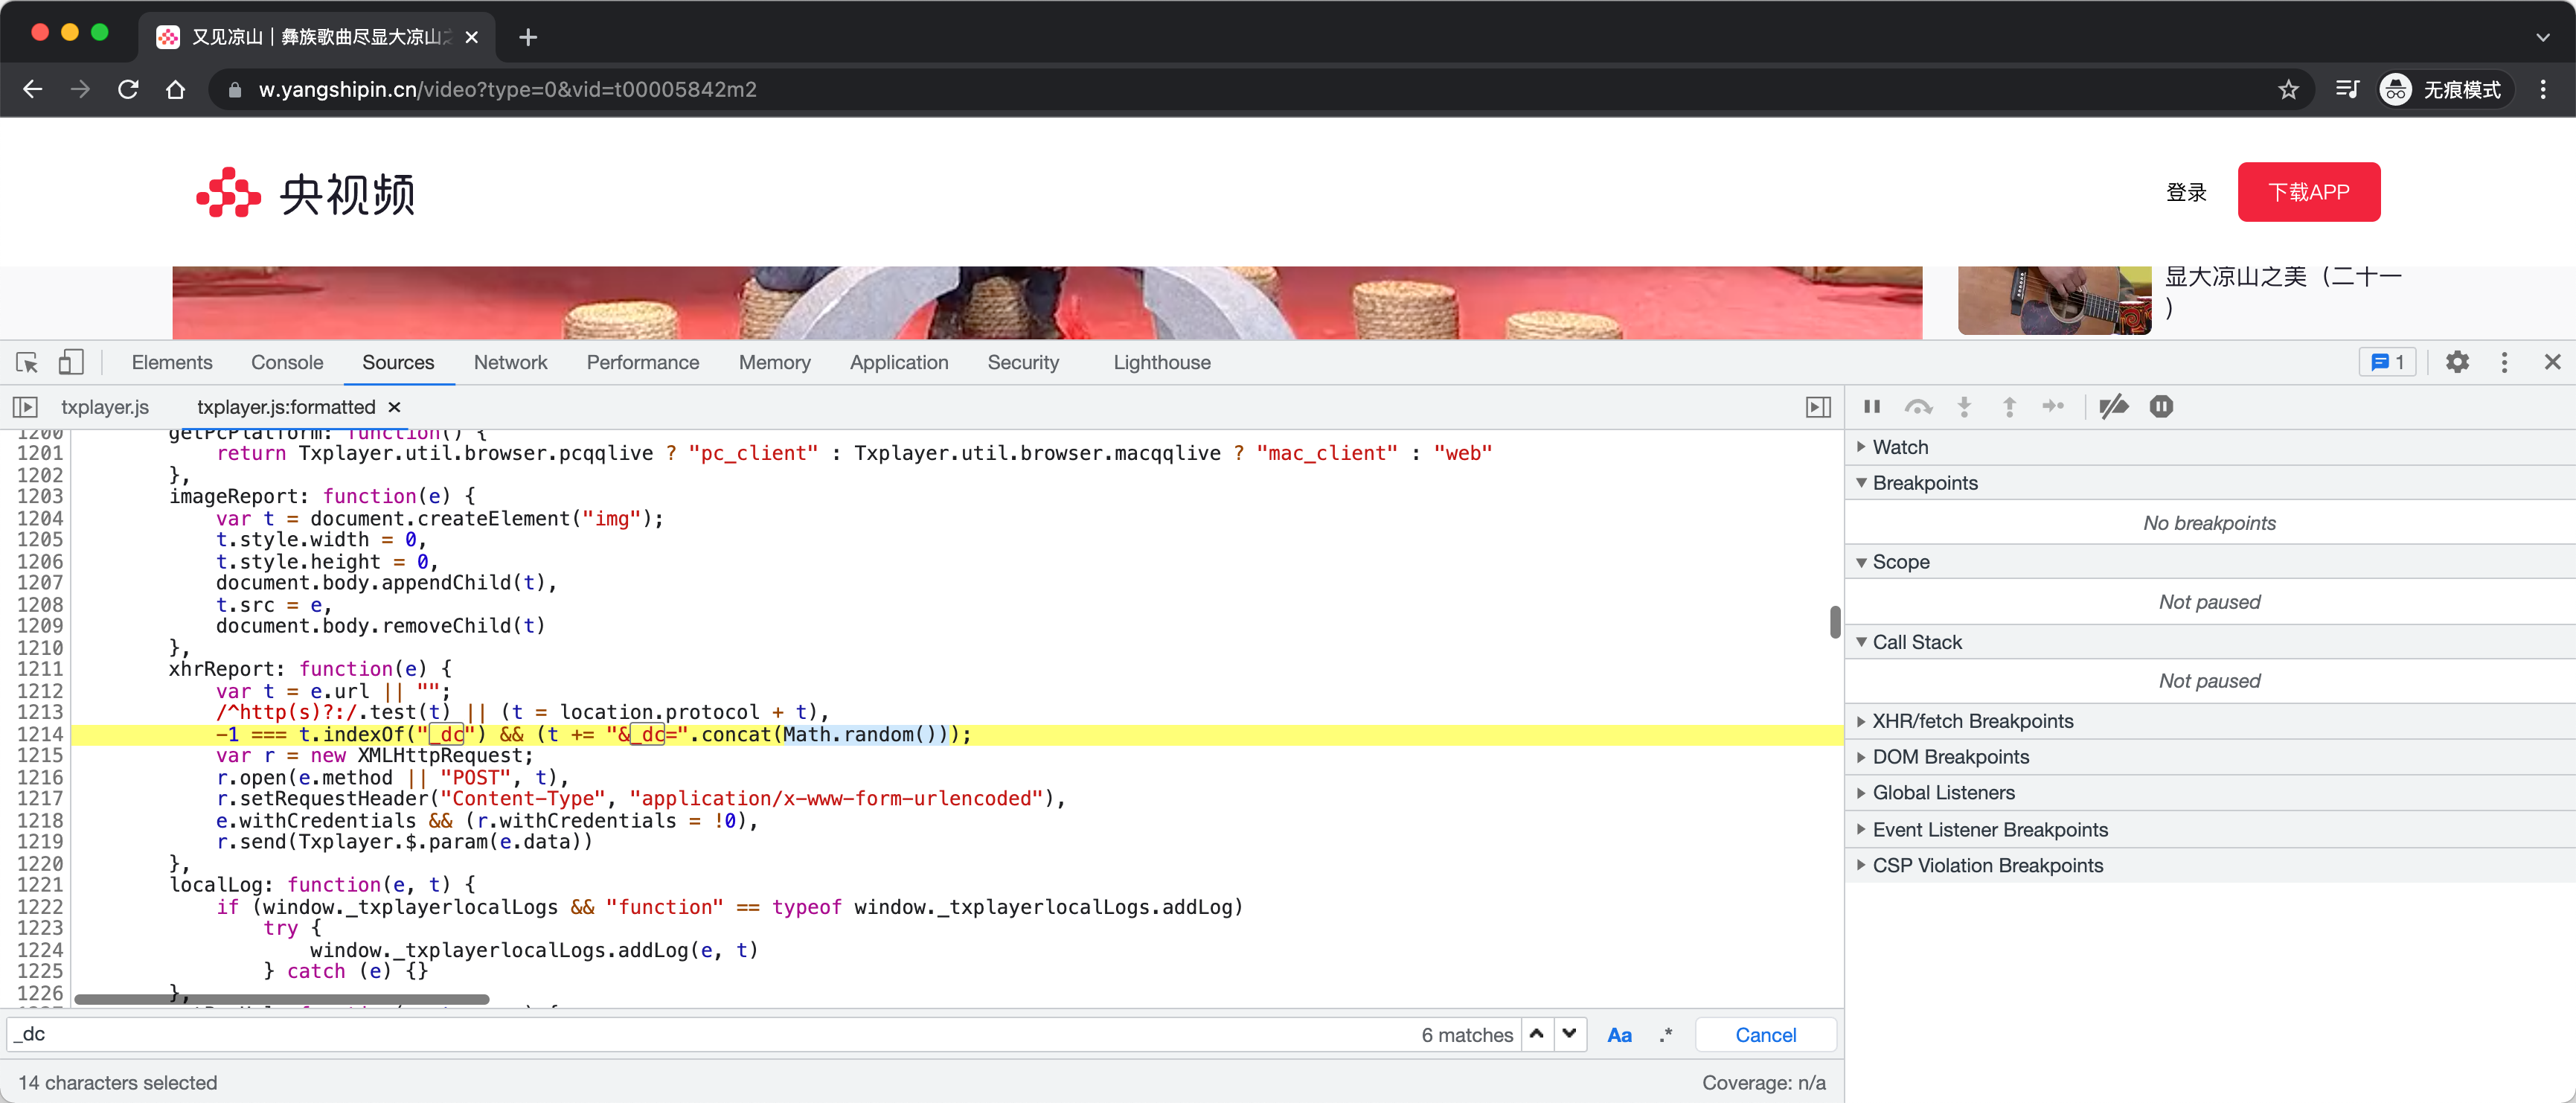 又见凉山｜彝族歌曲尽显大凉山
w.yangshipin.cn/video?type=0&vid=t00005842m2
无痕模式
央视频
登录
下载APP
显大凉山之美（二十一
）
Elements Console Sources Network Performance Memory Application Security Lighthouse
1
txplayer.js
txplayer.js:formatted
1200 getPcPlatform: function() {
1201 return Txplayer.util.browser.pcqqlive ? "pc_client" : Txplayer.util.browser.macqqlive ? "mac_client" : "web"
1202 },
1203 imageReport: function(e) {
1204 var t = document.createElement("img");
1205 t.style.width = 0,
1206 t.style.height = 0,
1207 document.body.appendChild(t),
1208 t.src = e,
1209 document.body.removeChild(t)
1210 },
1211 xhrReport: function(e) {
1212 var t = e.url || "";
1213 /^http(s)?:/.test(t) || (t = location.protocol + t),
1214 -1 === t.indexOf("_dc") && (t += "&_dc=".concat(Math.random()));
1215 var r = new XMLHttpRequest;
1216 r.open(e.method || "POST", t),
1217 r.setRequestHeader("Content-Type", "application/x-www-form-urlencoded"),
1218 e.withCredentials && (r.withCredentials = !0),
1219 r.send(Txplayer.$.param(e.data))
1220 },
1221 localLog: function(e, t) {
1222 if (window._txplayerlocalLogs && "function" == typeof window._txplayerlocalLogs.addLog)
1223 try {
1224 window._txplayerlocalLogs.addLog(e, t)
1225 } catch (e) {}
1226 },
_dc
6 matches
Aa
.*
Cancel
14 characters selected
Coverage: n/a
Watch
Breakpoints
No breakpoints
Scope
Not paused
Call Stack
Not paused
XHR/fetch Breakpoints
DOM Breakpoints
Global Listeners
Event Listener Breakpoints
CSP Violation Breakpoints